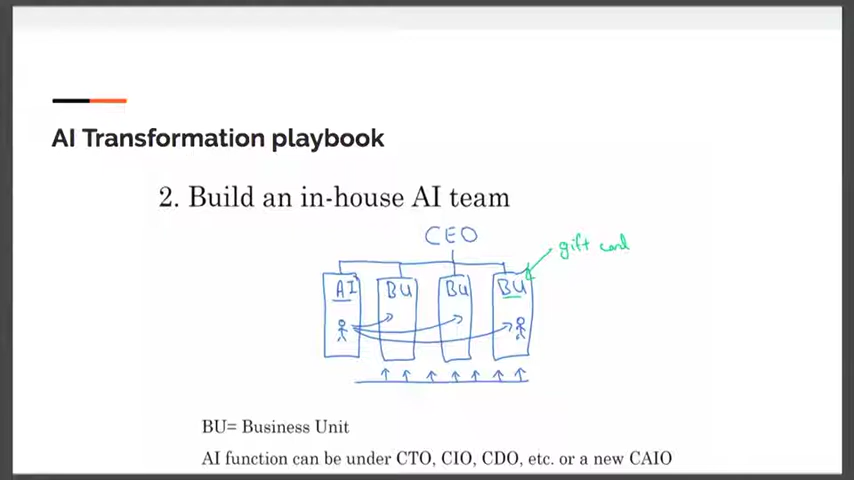 AI Transformation playbook
2. Build an in-house AI team
CEO
gift card
AI
BU
BU
BU
BU= Business Unit
AI function can be under CTO, CIO, CDO, etc. or a new CAIO